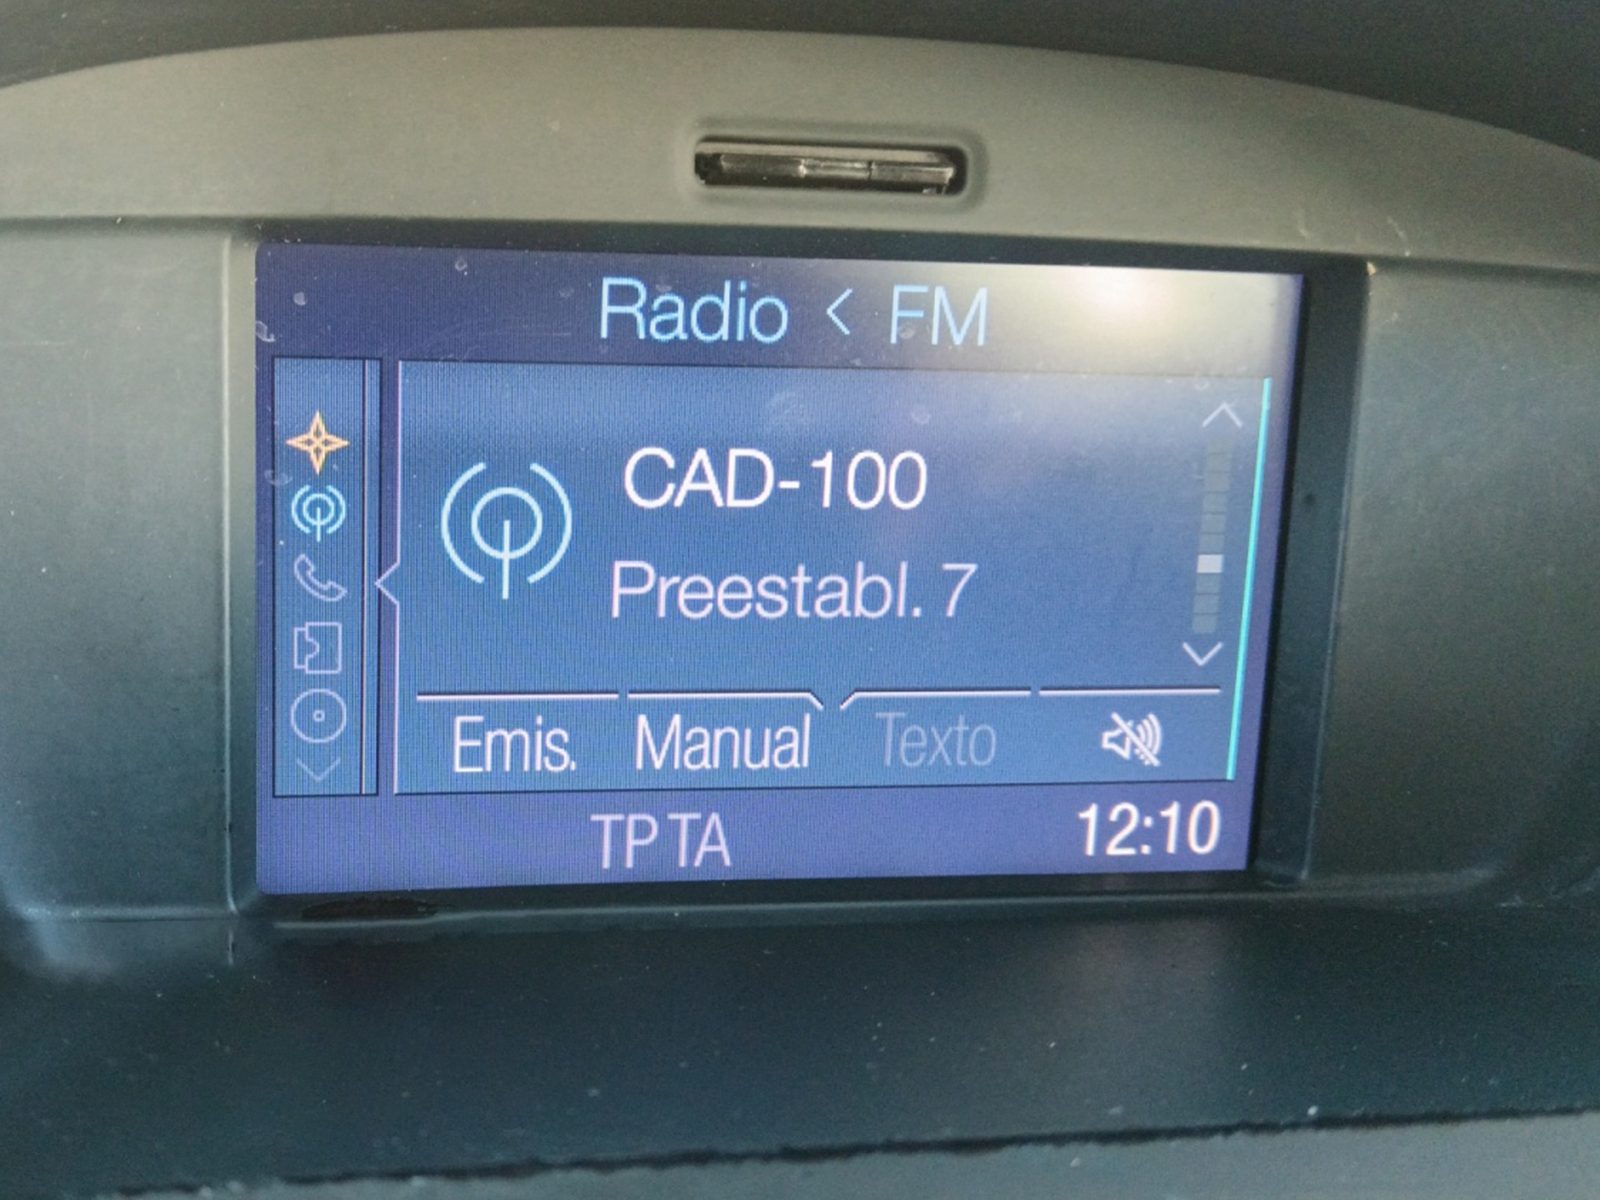 Radio < FM
CAD-100
Preestabl. 7
Emis. Manual Texto
TP TA 12:10